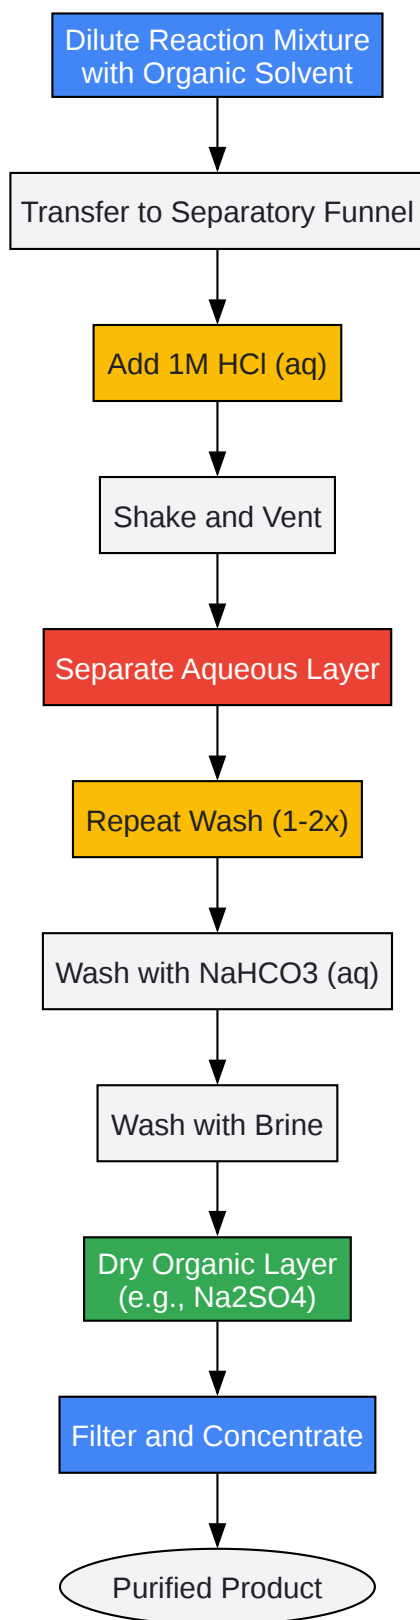 Dilute Reaction Mixture
with Organic Solvent
Transfer to Separatory Funnel
Add 1M HCl (aq)
Shake and Vent
Separate Aqueous Layer
Repeat Wash (1-2x)
Wash with NaHCO3 (aq)
Wash with Brine
Dry Organic Layer
(e.g., Na2SO4)
Filter and Concentrate
Purified Product